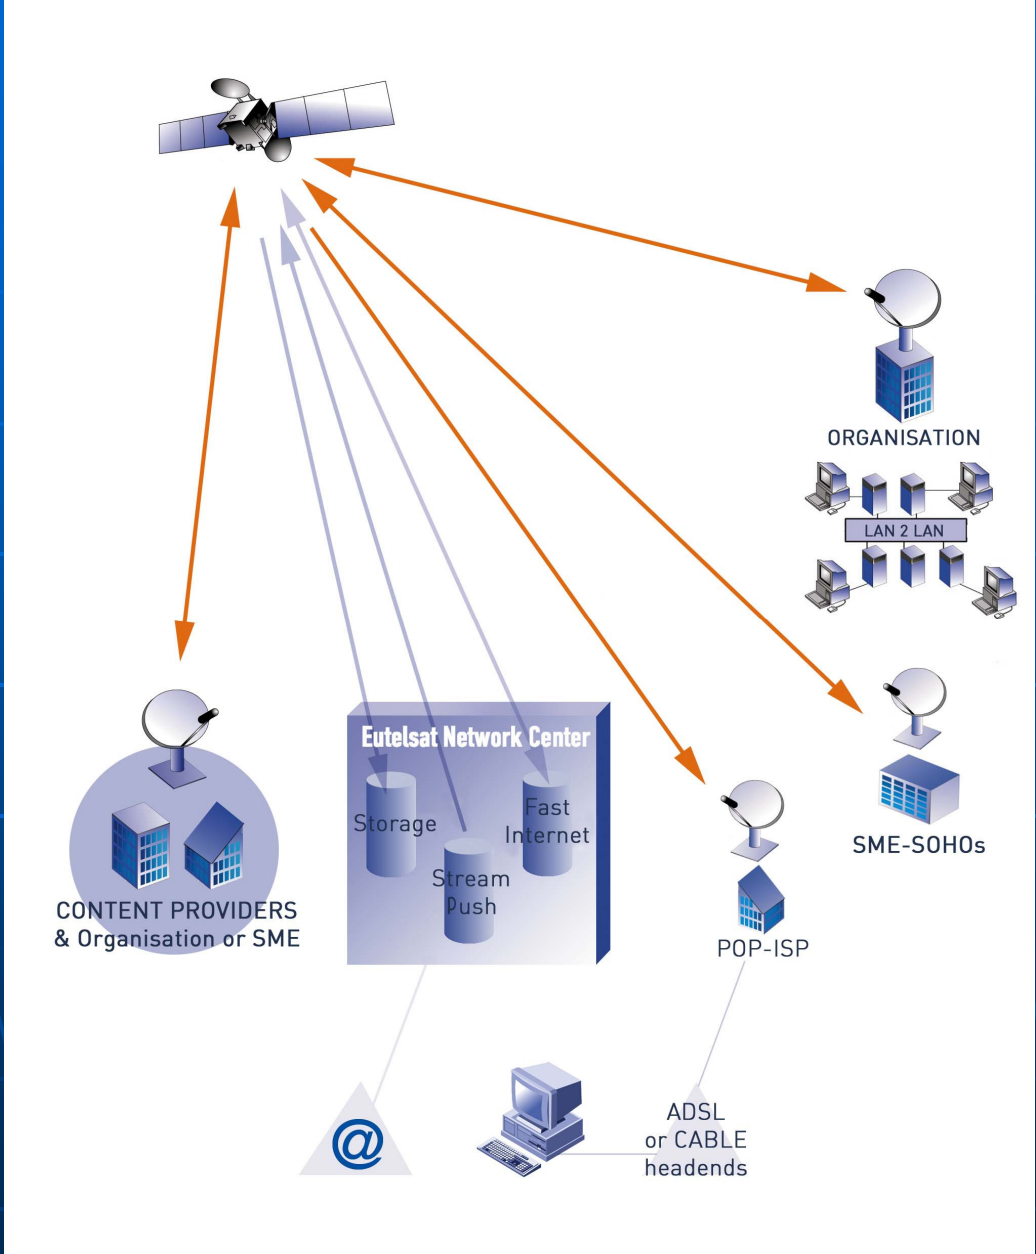 ORGANISATION
LAN 2 LAN
Eutelsat Network Center
Storage
Fast
Internet
Stream
Push
SME-SOHOs
CONTENT PROVIDERS
& Organisation or SME
POP-ISP
@
ADSL
or CABLE
headends